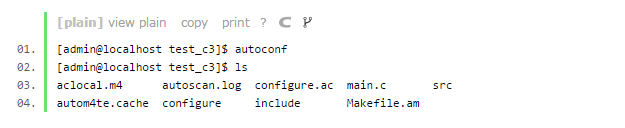 [plain] view plain copy print ?
01. [admin@localhost test_c3]$ autoconf
02. [admin@localhost test_c3]$ ls
03. aclocal.m4 autoscan.log configure.ac main.c src
04. autom4te.cache configure include Makefile.am